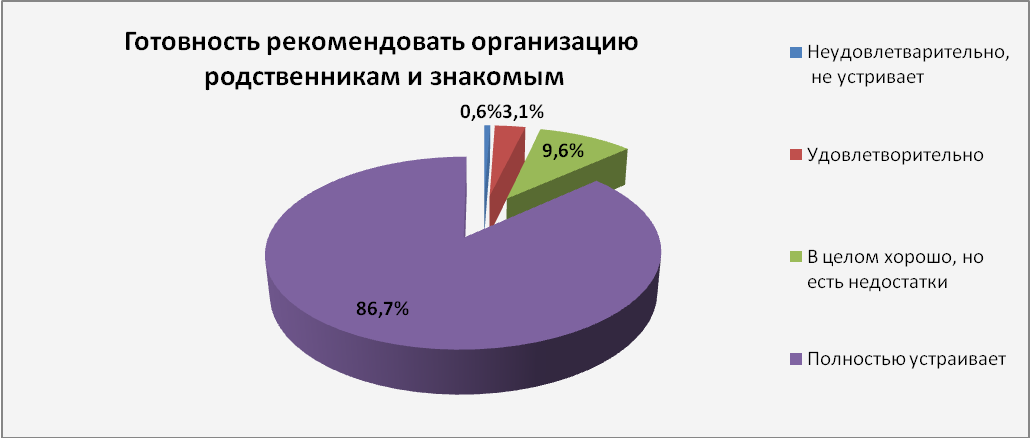 Готовность рекомендовать организацию
родственникам и знакомым
0,6%3,1%
9,6%
86,7%
Неудовлетварительно,
не устривает
Удовлетворительно
В целом хорошо, но
есть недостатки
Полностью устраивает